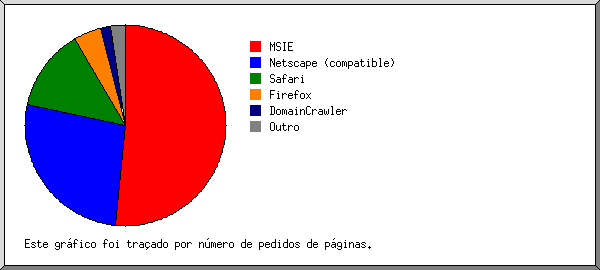 MSIE
Netscape (compatible)
Safari
Firefox
DomainCrawler
Outro
Este gráfico foi traçado por número de pedidos de páginas.